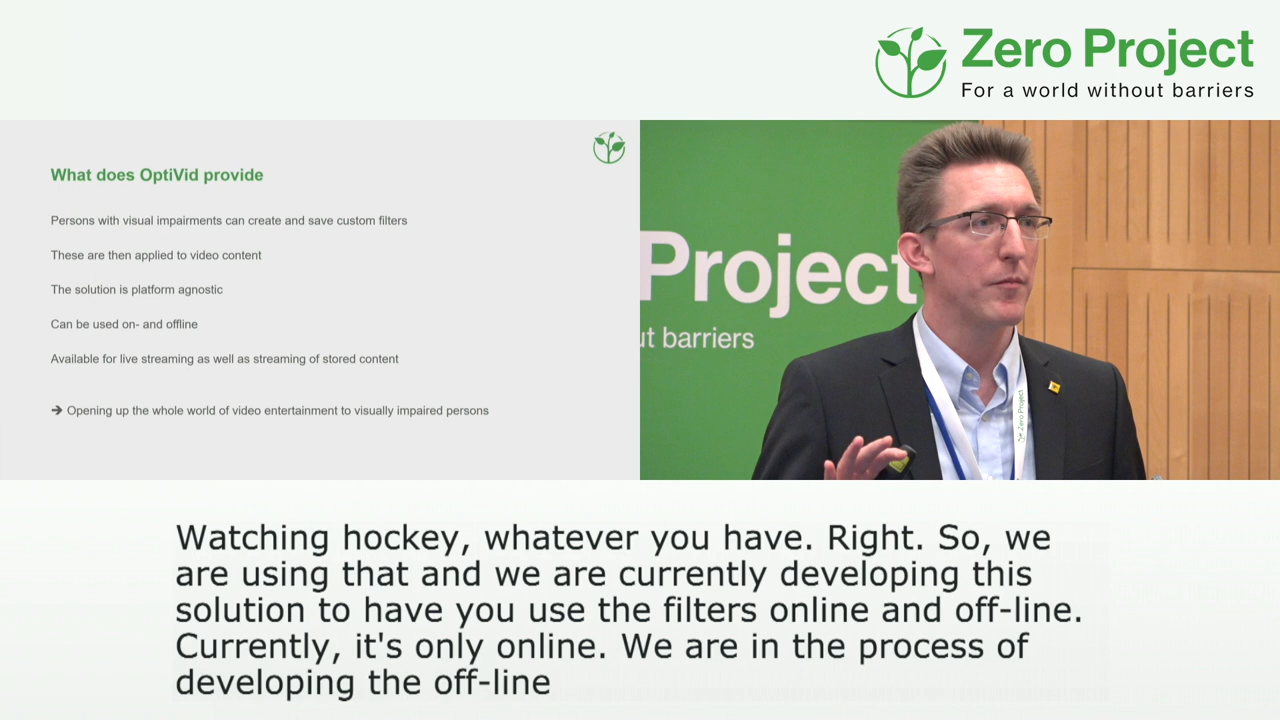 Zero Project
For a world without barriers
What does OptiVid provide
Persons with visual impairments can create and save custom filters
These are then applied to video content
The solution is platform agnostic
Can be used on- and offline
Available for live streaming as well as streaming of stored content
➔ Opening up the whole world of video entertainment to visually impaired persons
Project
ut barriers
Zero Project
Watching hockey, whatever you have. Right. So, we
are using that and we are currently developing this
solution to have you use the filters online and off-line.
Currently, it's only online. We are in the process of
developing the off-line